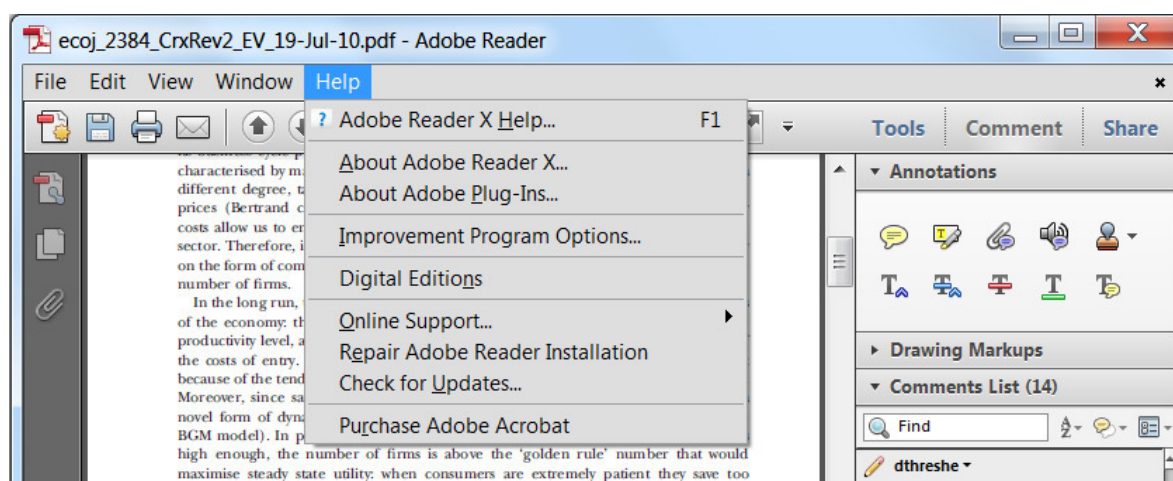 ecoj_2384_CrxRev2_EV_19-Jul-10.pdf - Adobe Reader
File Edit View Window Help
Tools Comment Share
? Adobe Reader X Help... F1
About Adobe Reader X...
About Adobe Plug-Ins...
Improvement Program Options...
Digital Editions
Online Support...
Repair Adobe Reader Installation
Check for Updates...
Purchase Adobe Acrobat
characterised by
different degree,
prices (Bertrand
costs allow us to
sector. Therefore,
on the form of
number of firms.
In the long run,
of the economy:
productivity level,
the costs of entry.
because of the
Moreover, since
novel form of
BGM model). In
high enough, the number of firms is above the ‘golden rule’ number that would
maximise steady state utility: when consumers are extremely patient they save too
Annotations
Drawing Markups
Comments List (14)
Find
dthreshe